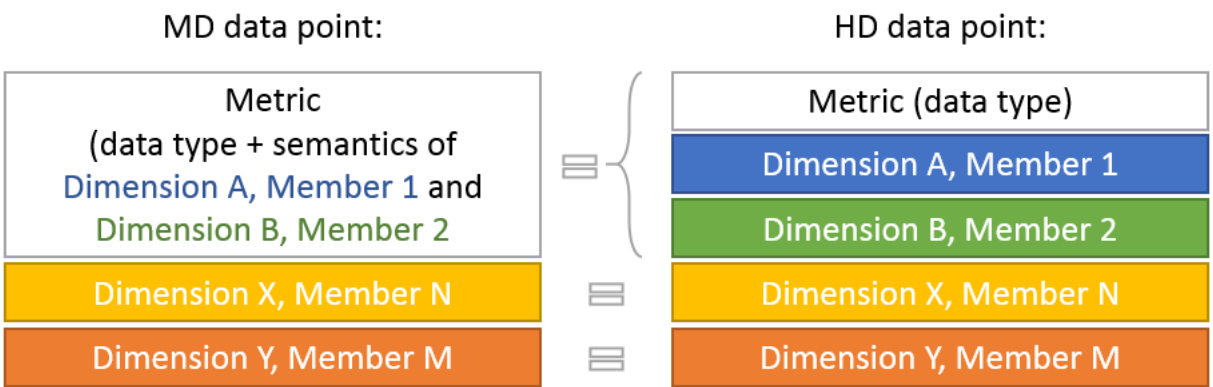 MD data point:
Metric
(data type + semantics of
Dimension A, Member 1 and
Dimension B, Member 2
Dimension X, Member N
Dimension Y, Member M
HD data point:
Metric (data type)
Dimension A, Member 1
Dimension B, Member 2
Dimension X, Member N
Dimension Y, Member M